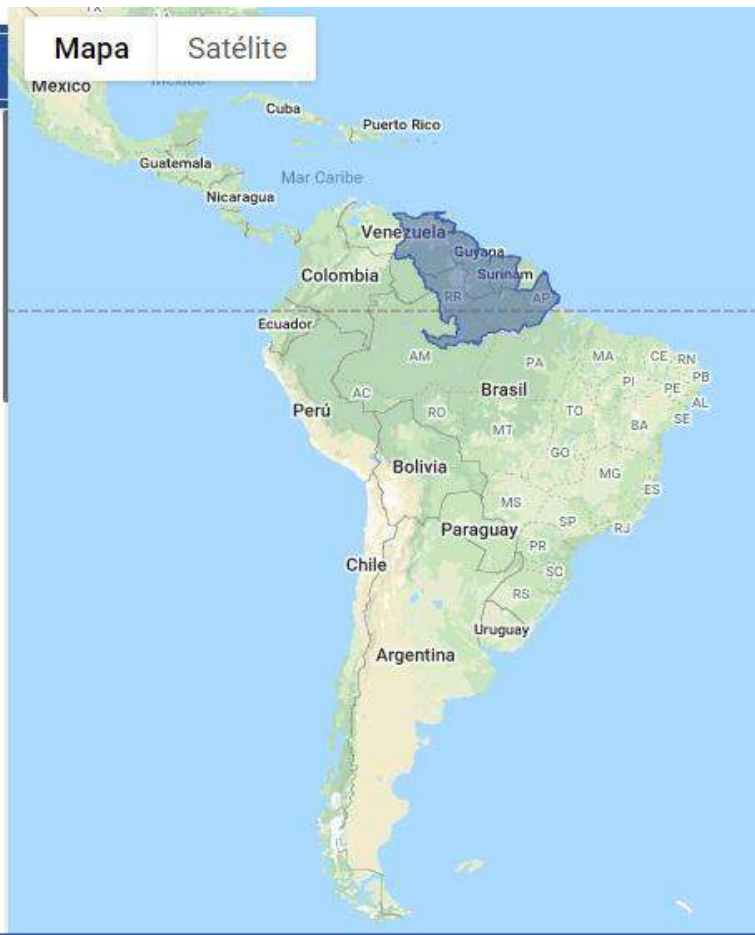 Mapa
Satélite
México
Cuba
Puerto Rico
Guatemala
Mar Caribe
Nicaragua
Venezuela
Guyana
Colombia
Surinam
RR
AP
Ecuador
AM
PA
MA
CE
RN
PB
PI
PE
AL
Brasil
AC
SE
Perú
RO
TO
BA
MT
GO
Bolivia
MG
ES
MS
Paraguay
SP
RJ
PR
Chile
SC
RS
Uruguay
Argentina